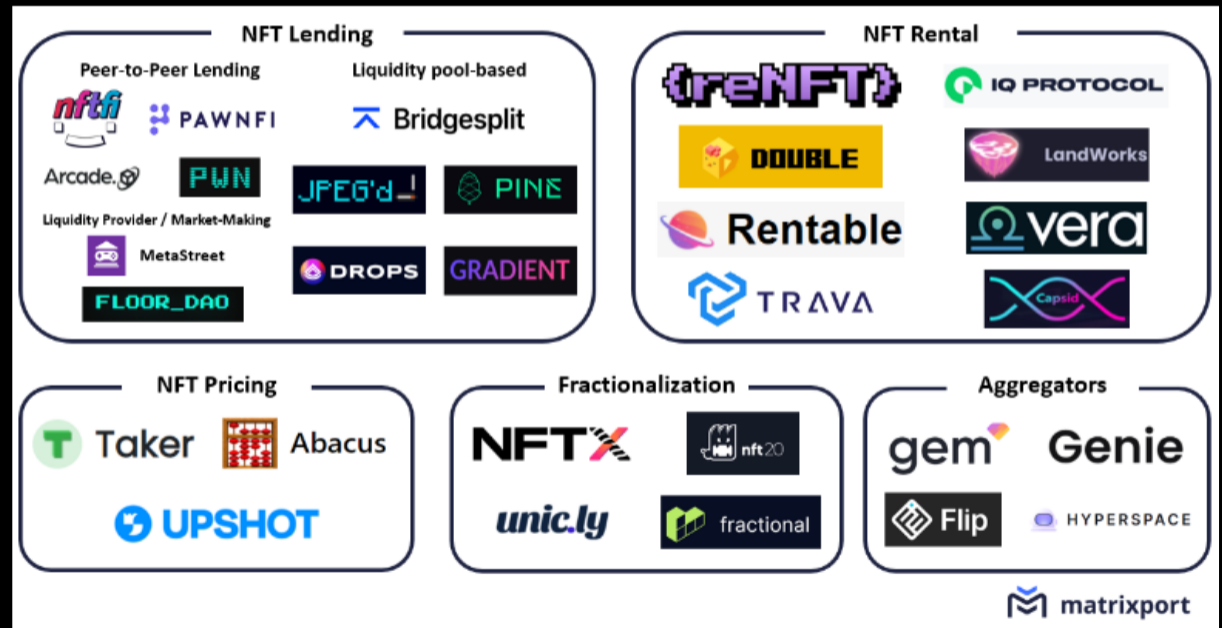 NFT Lending
Peer-to-Peer Lending
Liquidity pool-based
nftfi
PAWNFI
Bridgesplit
Arcade.
PWN
JPEG'd
PINE
Liquidity Provider / Market-Making
MetaStreet
DROPS
GRADIENT
FLOOR_DAO
NFT Rental
{reNFT}
IQ PROTOCOL
DOUBLE
LandWorks
Rentable
vera
TRAVA
Capsid
NFT Pricing
T Taker
Abacus
UPSHOT
Fractionalization
NFTX
nft20
unic.ly
fractional
Aggregators
gem
Genie
Flip
HYPERSPACE
matrixport